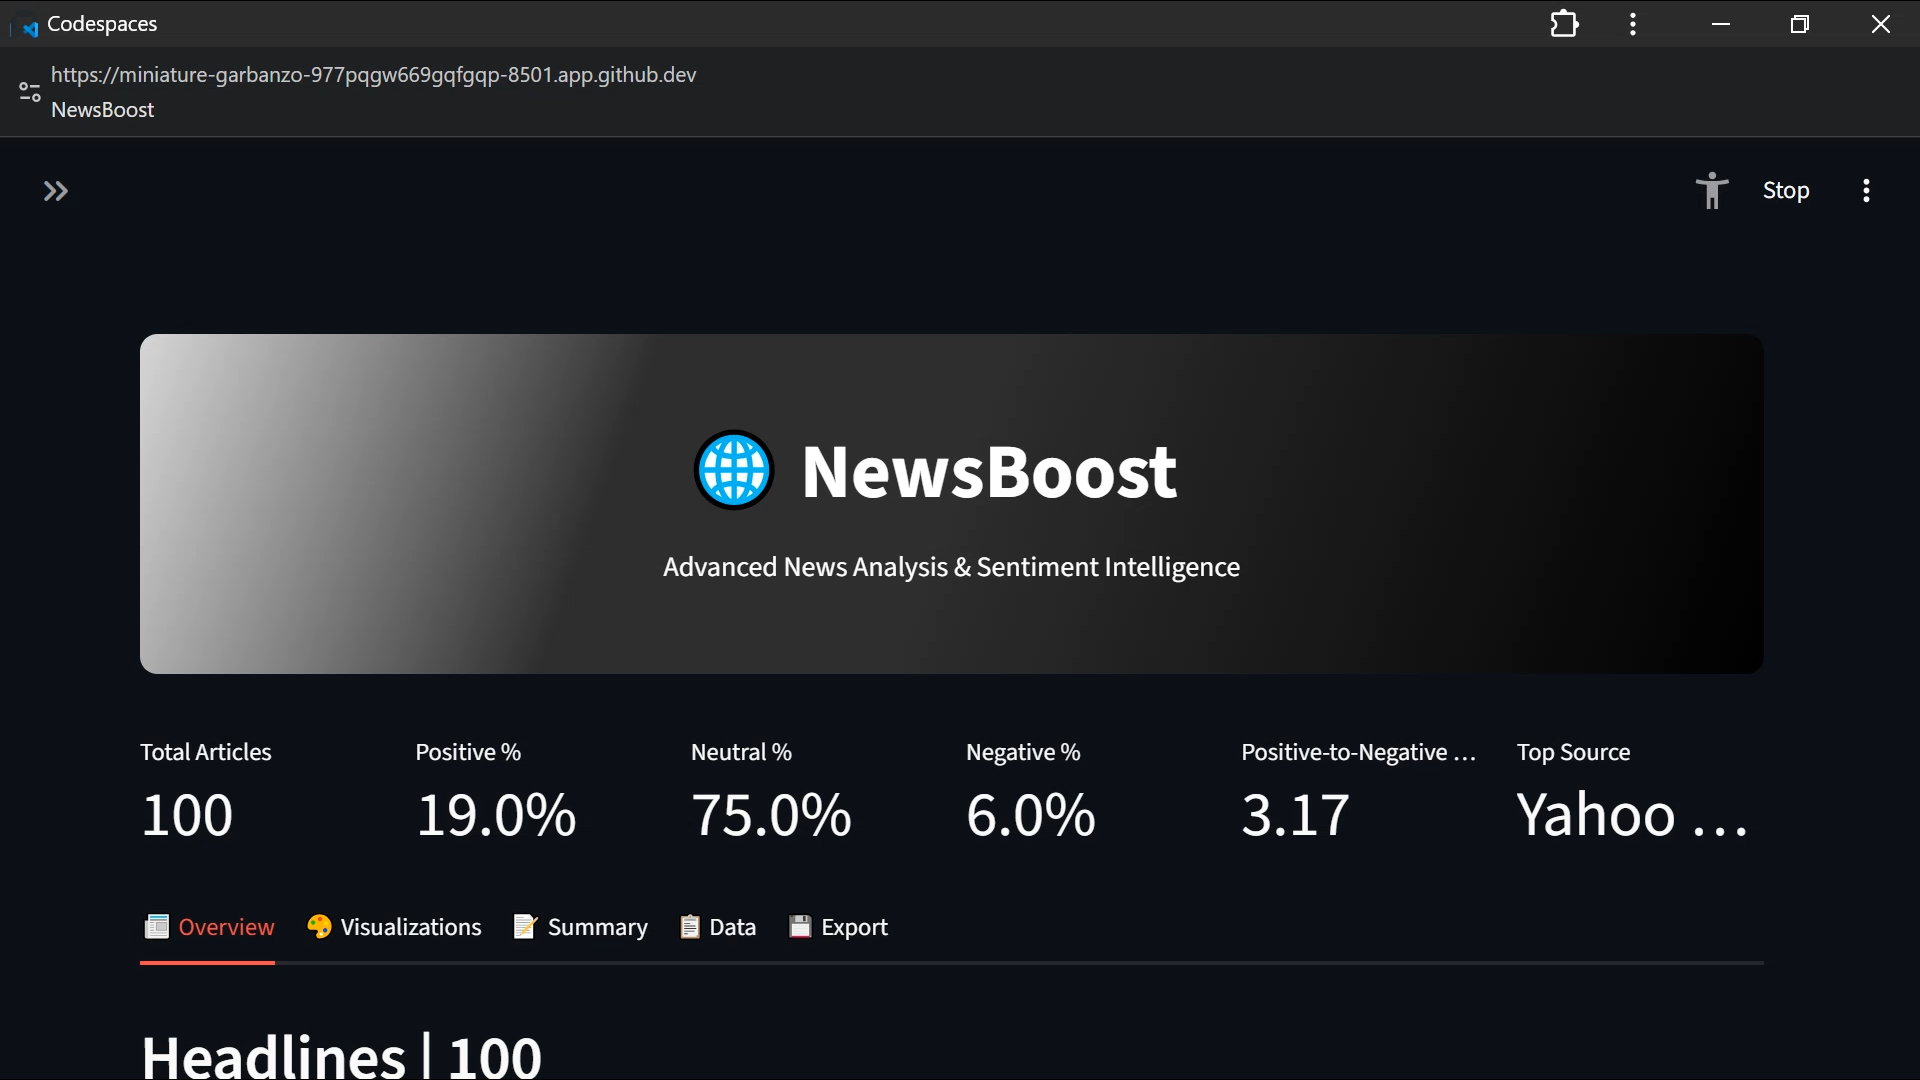 Codespaces
https://miniature-garbanzo-977pqgw669gqfgqp-8501.app.github.dev
NewsBoost
Stop
NewsBoost
Advanced News Analysis & Sentiment Intelligence
Total Articles
100
Positive %
19.0%
Neutral %
75.0%
Negative %
6.0%
Positive-to-Negative ...
3.17
Top Source
Yahoo ...
Overview Visualizations Summary Data Export
Headlines | 100